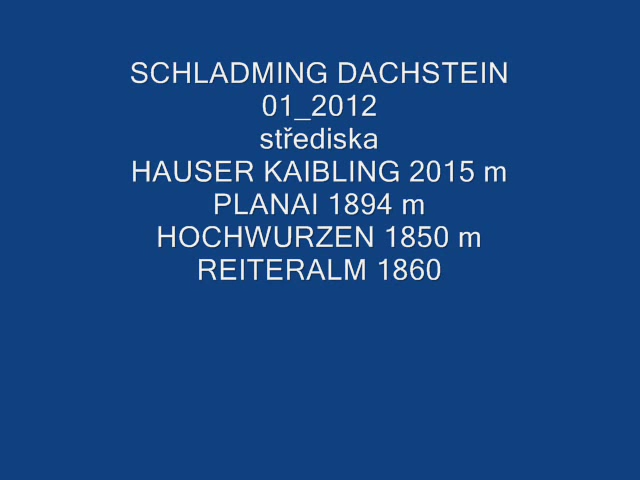 SCHLADMING DACHSTEIN
01_2012
střediska
HAUSER KAIBLING 2015 m
PLANAI 1894 m
HOCHWURZEN 1850 m
REITERALM 1860